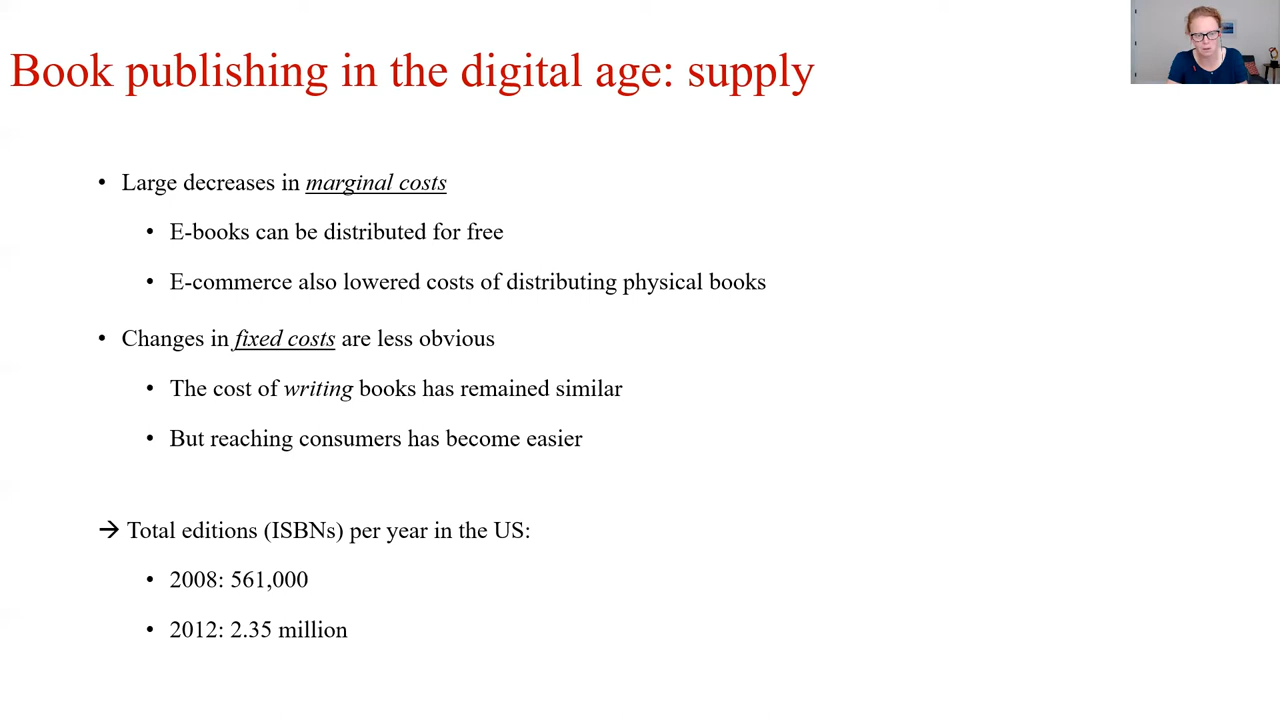 Book publishing in the digital age: supply
• Large decreases in marginal costs
• E-books can be distributed for free
• E-commerce also lowered costs of distributing physical books
• Changes in fixed costs are less obvious
• The cost of writing books has remained similar
• But reaching consumers has become easier
→ Total editions (ISBNs) per year in the US:
• 2008: 561,000
• 2012: 2.35 million